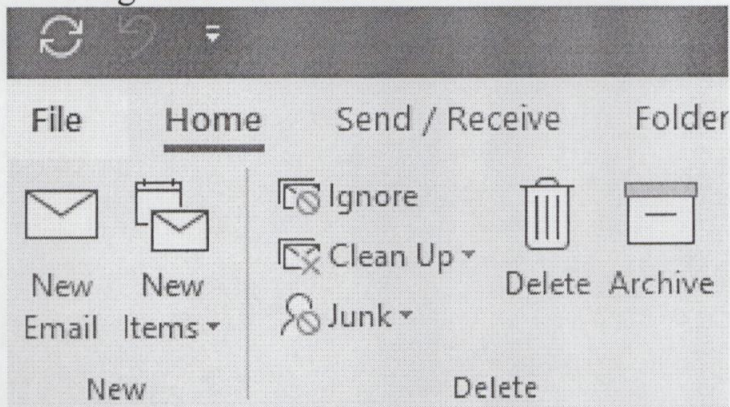 File Home Send / Receive Folder
Ignore
Clean Up
Junk
New Email
New Items
Delete
Archive
New
Delete